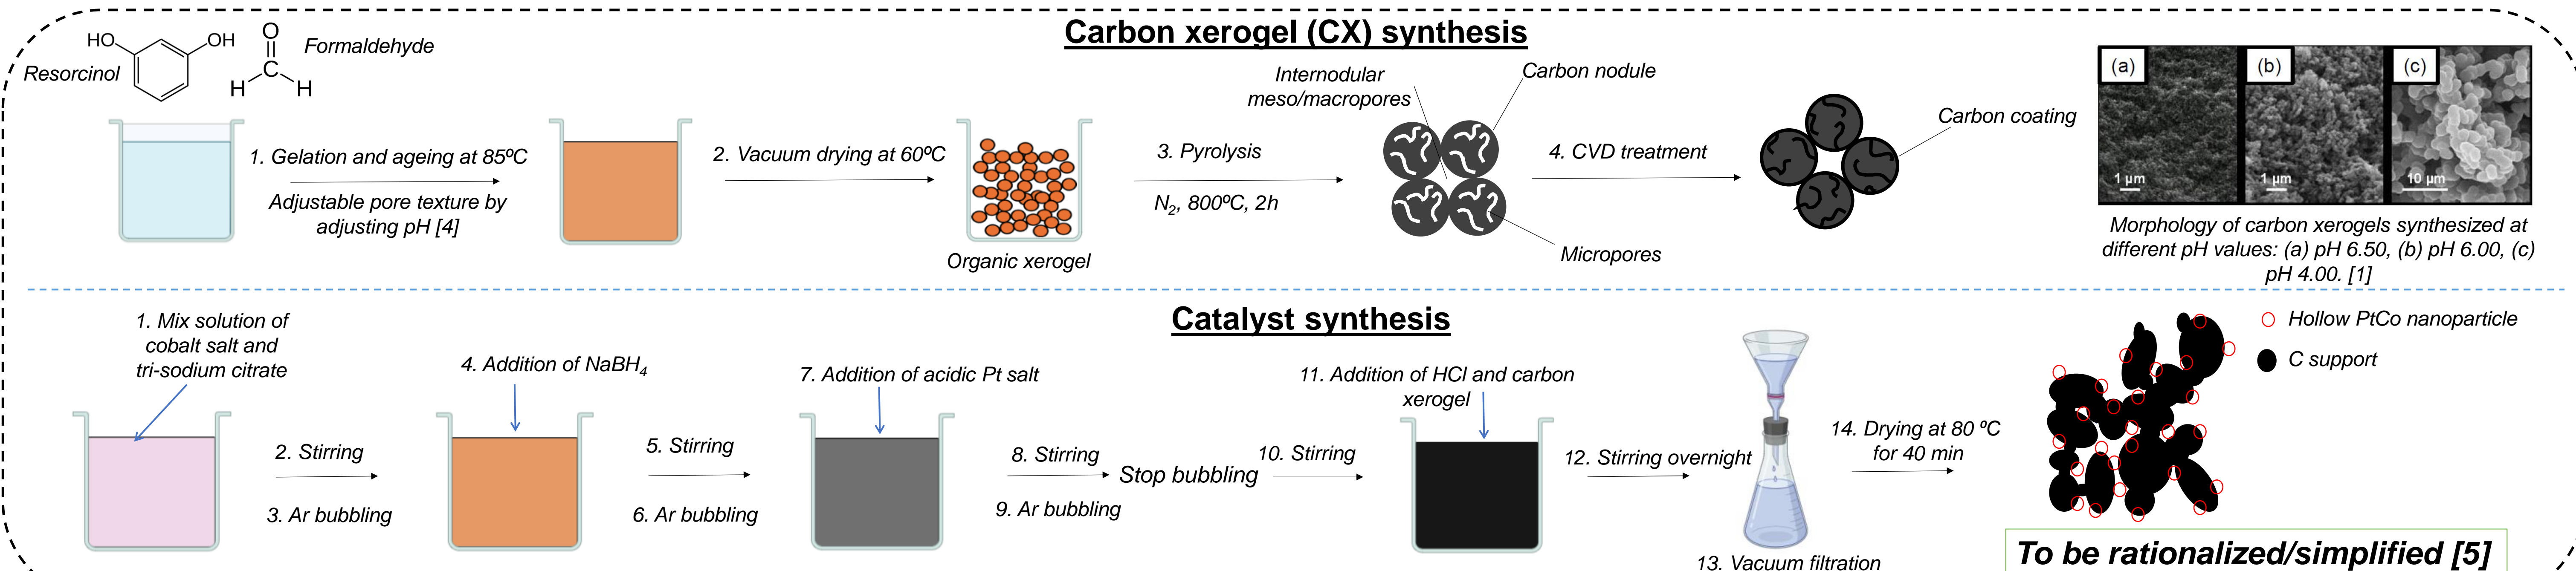 Carbon xerogel (CX) synthesis
HO
OH
O
C
H
H
Formaldehyde
Resorcinol
1. Gelation and ageing at 85ºC
Adjustable pore texture by
adjusting pH [4]
2. Vacuum drying at 60ºC
Organic xerogel
3. Pyrolysis
N2, 800ºC, 2h
Internodular
meso/macropores
Carbon nodule
Micropores
4. CVD treatment
Carbon coating
(a)
1 µm
(b)
1 µm
(c)
10 µm
Morphology of carbon xerogels synthesized at
different pH values: (a) pH 6.50, (b) pH 6.00, (c)
pH 4.00. [1]
Catalyst synthesis
1. Mix solution of
cobalt salt and
tri-sodium citrate
2. Stirring
3. Ar bubbling
4. Addition of NaBH4
5. Stirring
6. Ar bubbling
7. Addition of acidic Pt salt
8. Stirring
9. Ar bubbling
Stop bubbling
10. Stirring
11. Addition of HCl and carbon
xerogel
12. Stirring overnight
13. Vacuum filtration
14. Drying at 80 ºC
for 40 min
Hollow PtCo nanoparticle
C support
To be rationalized/simplified [5]